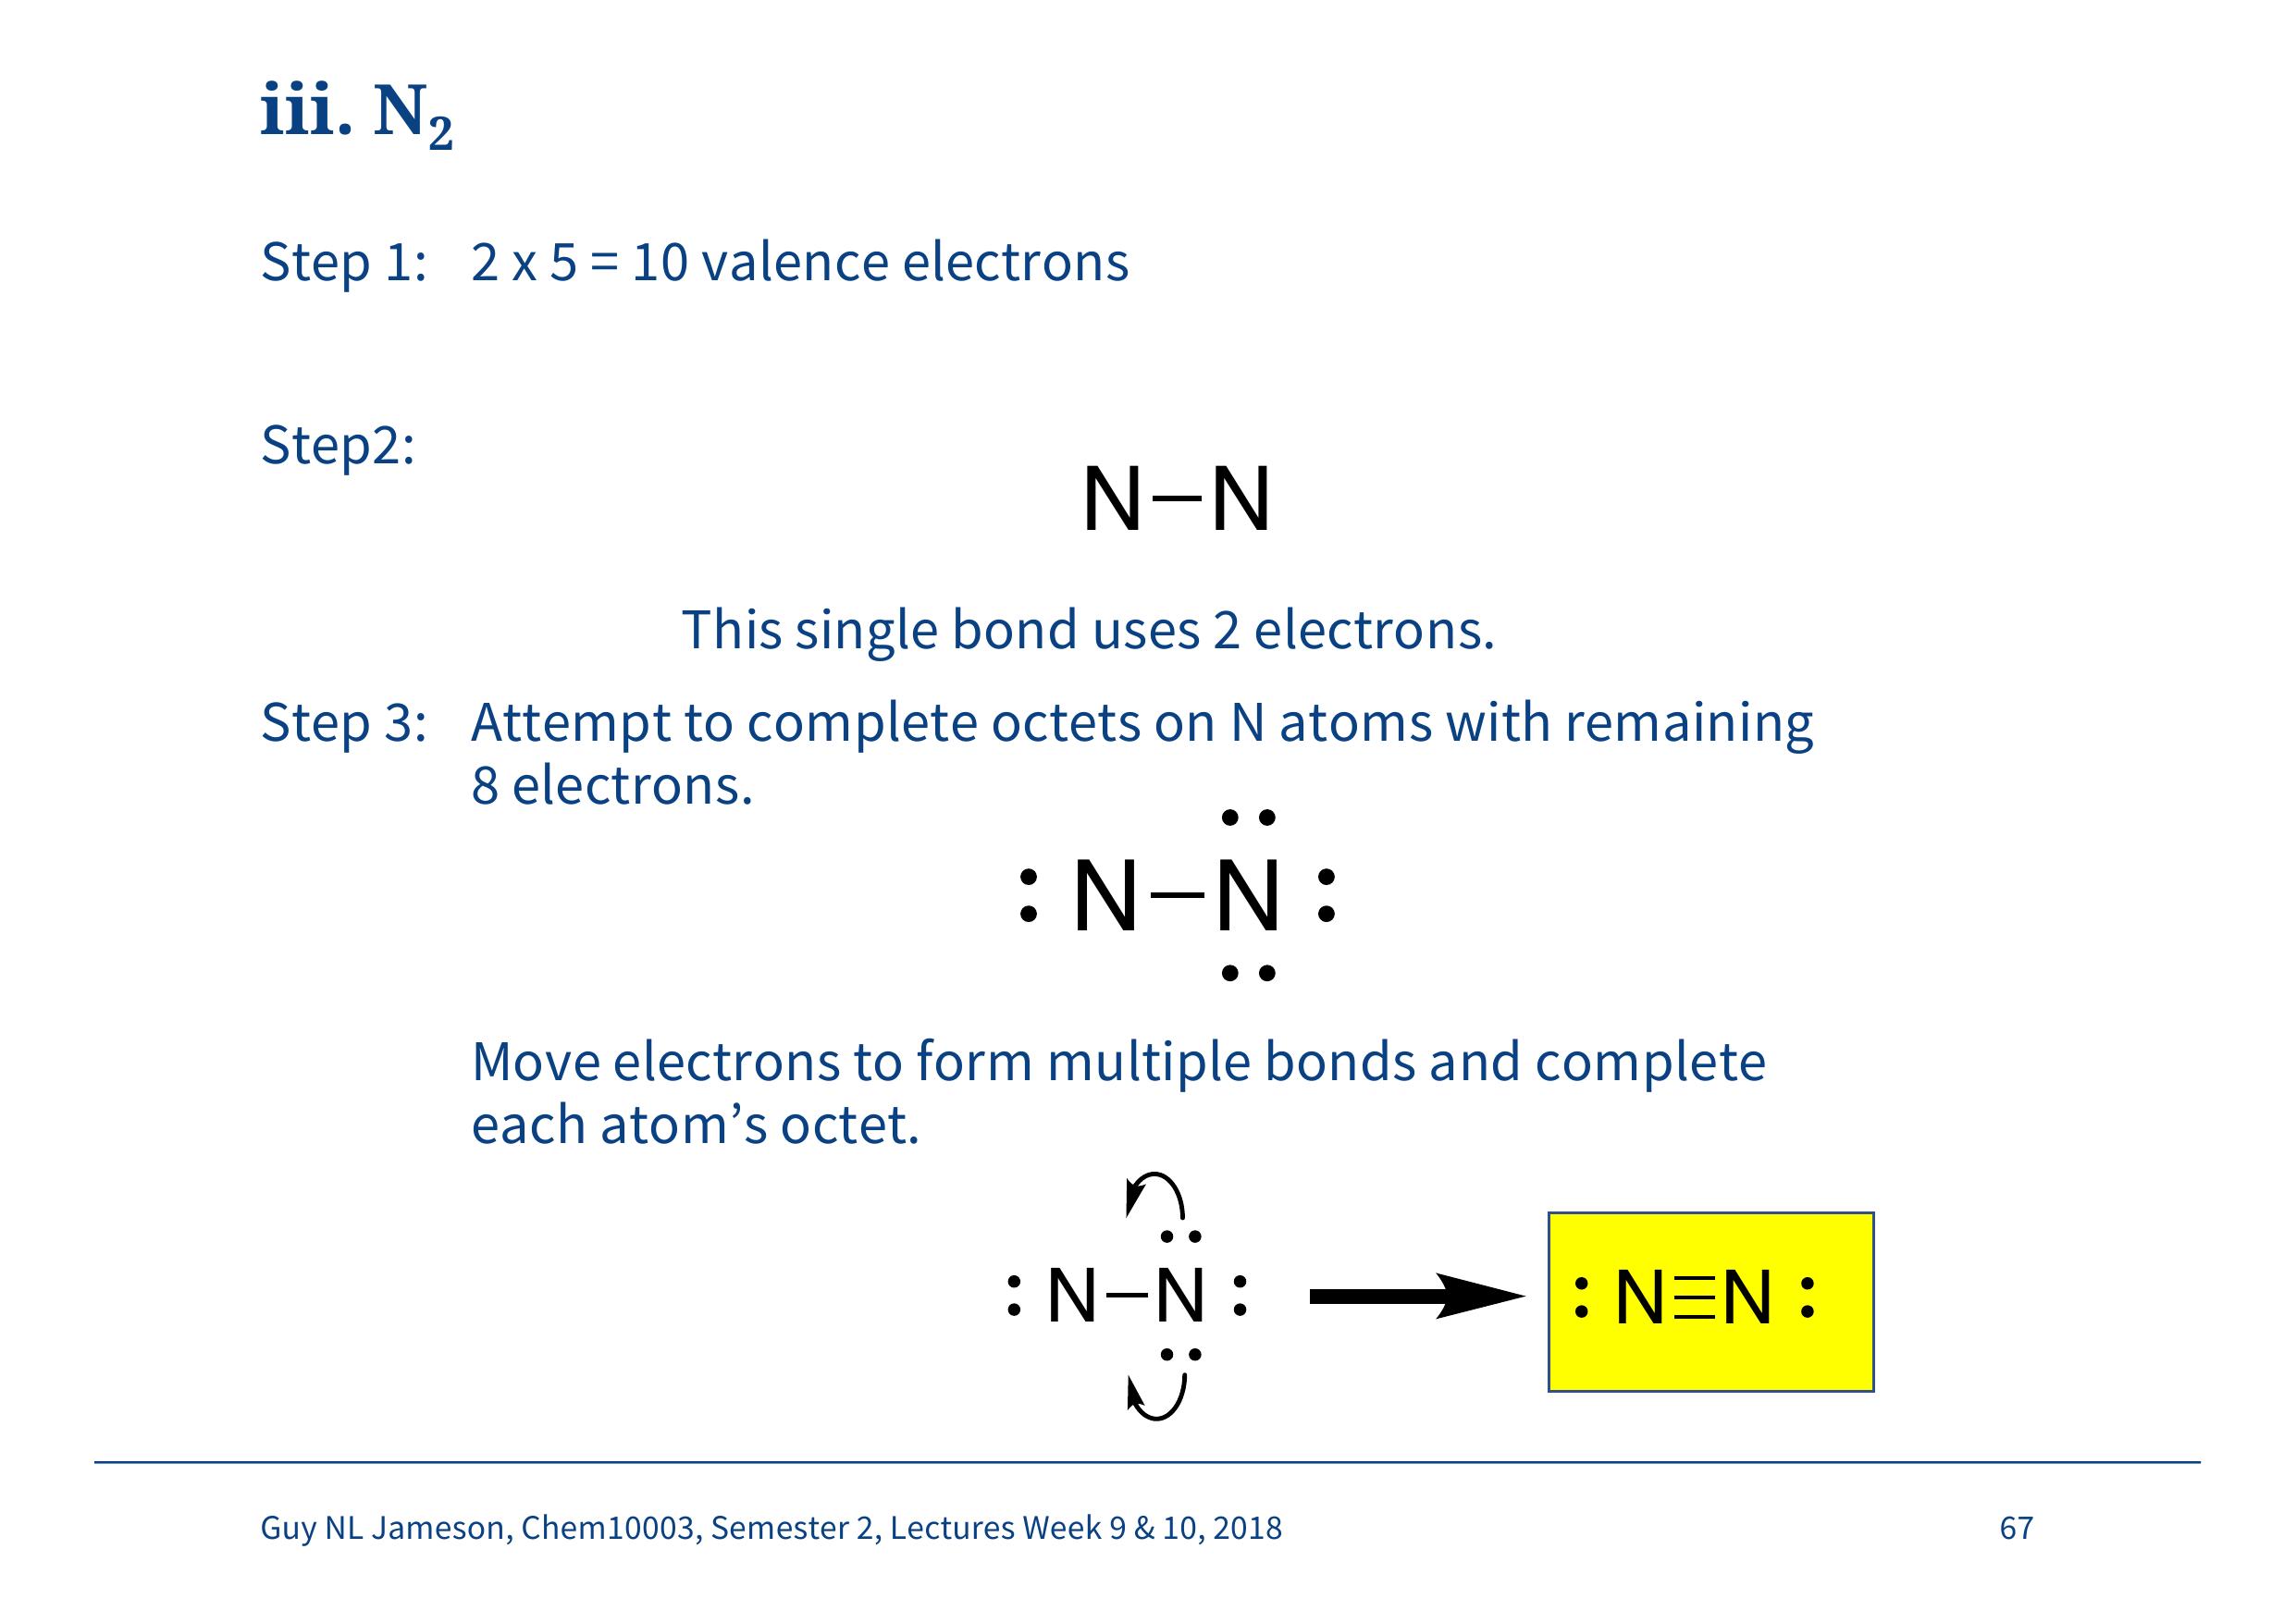 iii. N₂
Step 1: 2 x 5 = 10 valence electrons
Step2:
N–N
This single bond uses 2 electrons.
Step 3: Attempt to complete octets on N atoms with remaining
8 electrons.
: N–N :
Move electrons to form multiple bonds and complete
each atom’s octet.
: N–N : : N≡N :
Guy NL Jameson, Chem10003, Semester 2, Lectures Week 9 & 10, 2018 67